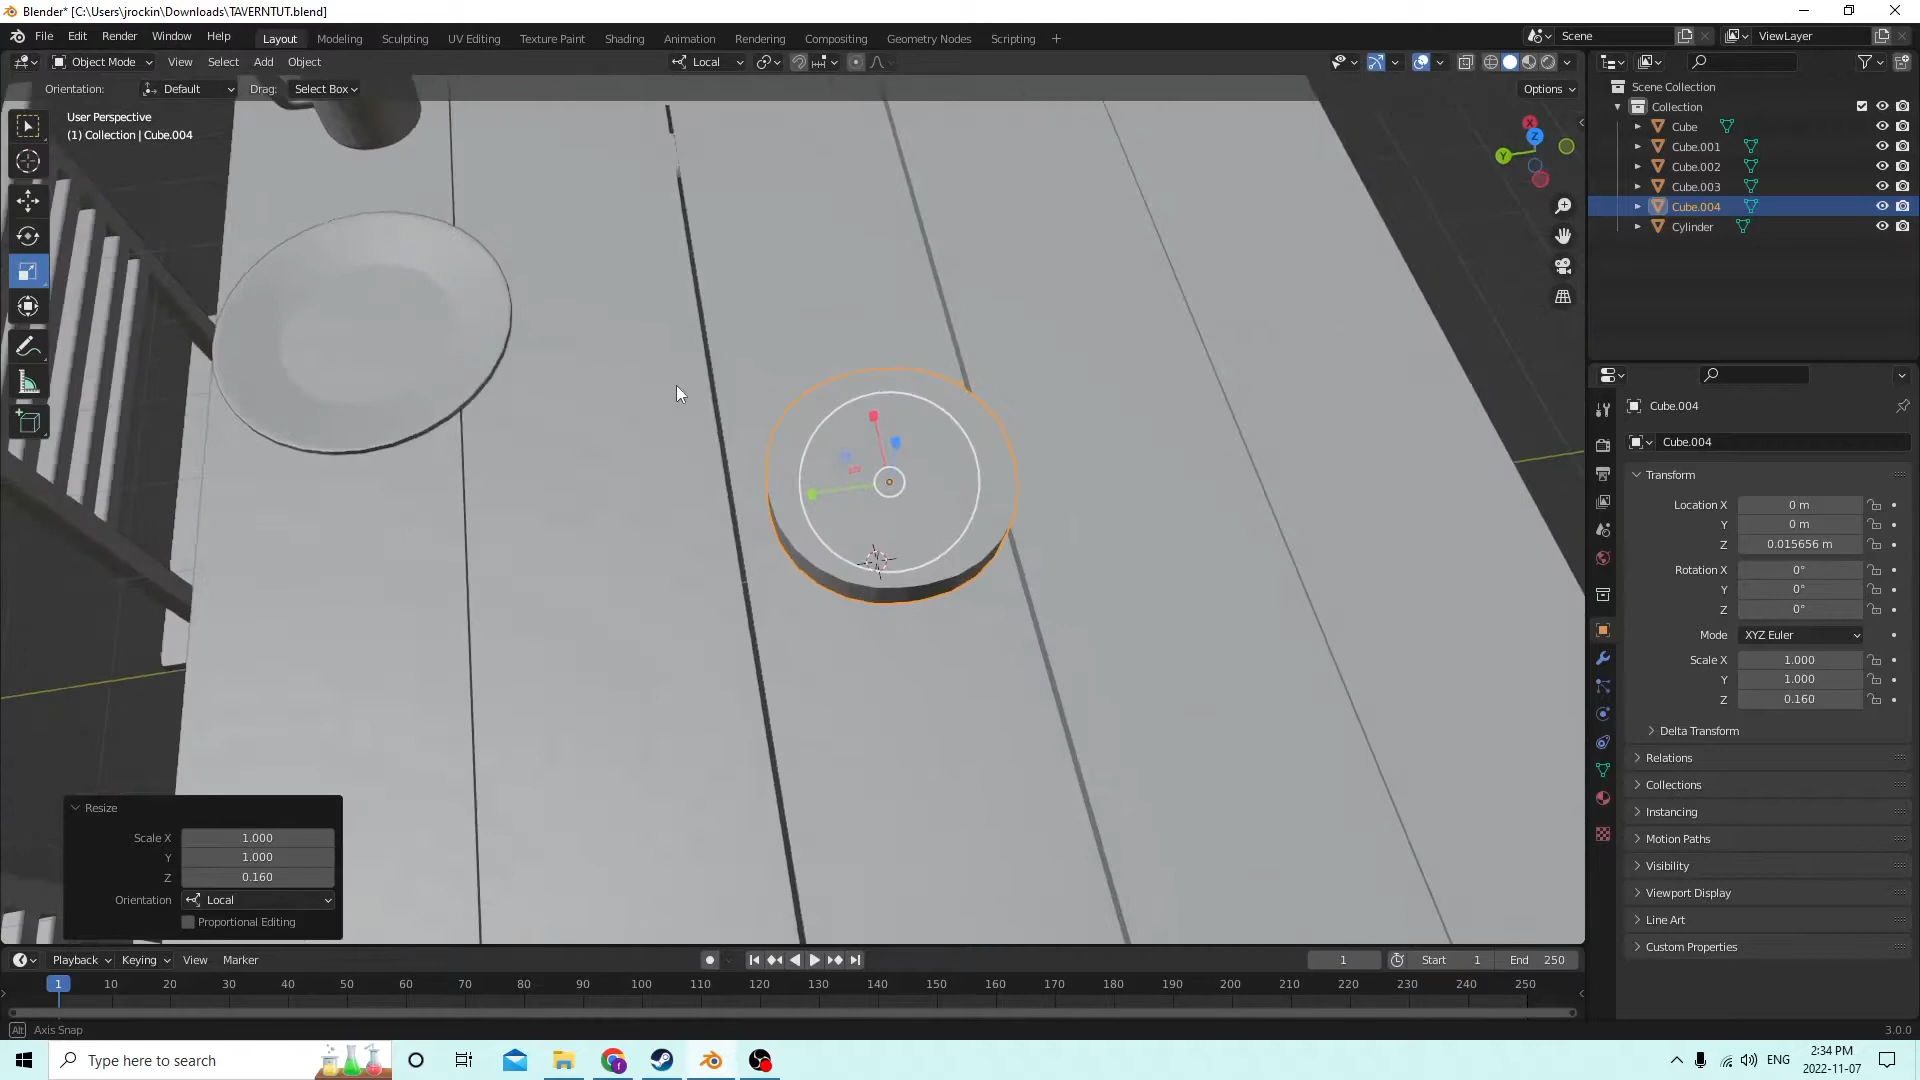 Blender* [C:\Users\jrockin\Downloads\TAVERNTUT.blend]
File Edit Render Window Help
Layout Modeling Sculpting UV Editing Texture Paint Shading Animation Rendering Compositing Geometry Nodes Scripting +
Scene
ViewLayer
Object Mode View Select Add Object
Local
Orientation: Default Drag: Select Box
Options
User Perspective
(1) Collection | Cube.004
X
Y
Z
Scene Collection
Collection
Cube
Cube.001
Cube.002
Cube.003
Cube.004
Cylinder
Cube.004
Cube.004
Transform
Location X 0 m
Y 0 m
Z 0.015656 m
Rotation X 0°
Y 0°
Z 0°
Mode XYZ Euler
Scale X 1.000
Y 1.000
Z 0.160
Delta Transform
Relations
Collections
Instancing
Motion Paths
Visibility
Viewport Display
Line Art
Custom Properties
Resize
Scale X 1.000
Y 1.000
Z 0.160
Orientation Local
Proportional Editing
Playback Keying View Marker
1
Start 1
End 250
1 10 20 30 40 50 60 70 80 90 100 110 120 130 140 150 160 170 180 190 200 210 220 230 240 250
Alt Axis Snap
3.0.0
Type here to search
ENG
2:34 PM
2022-11-07